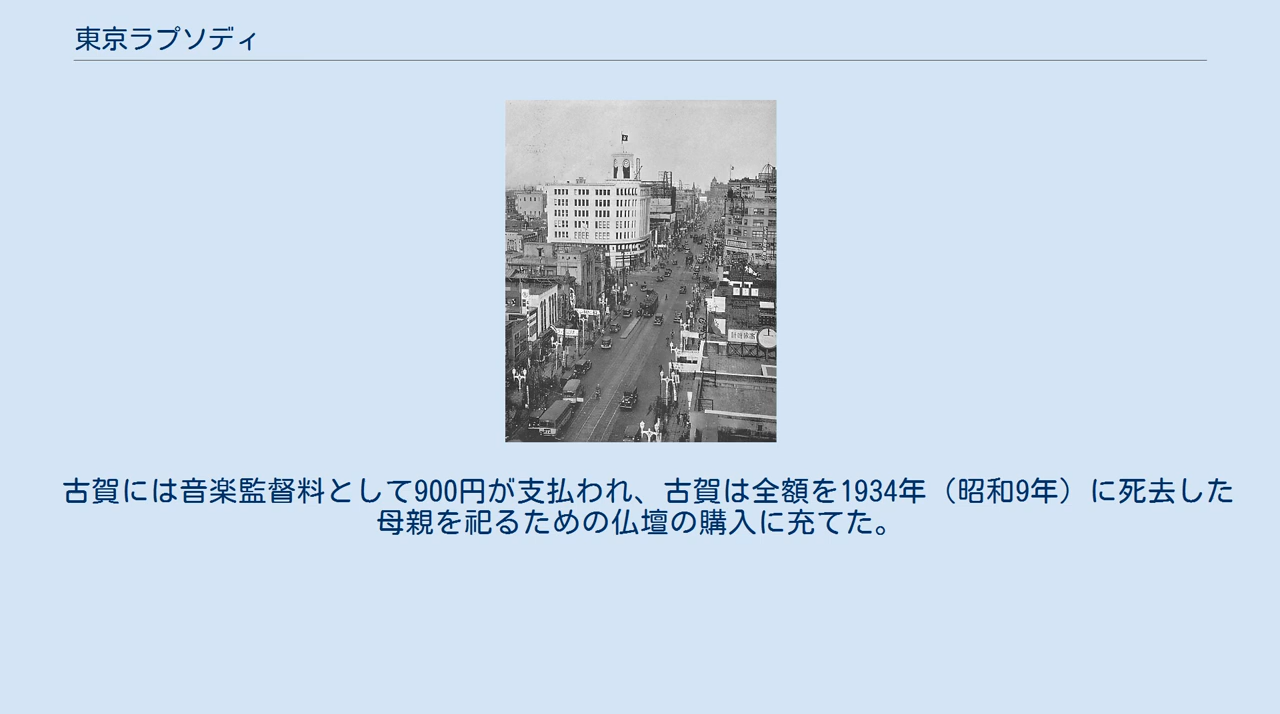 東京ラプソディ
古賀には音楽監督料として900円が支払われ、古賀は全額を1934年（昭和9年）に死去した
母親を祀るための仏壇の購入に充てた。